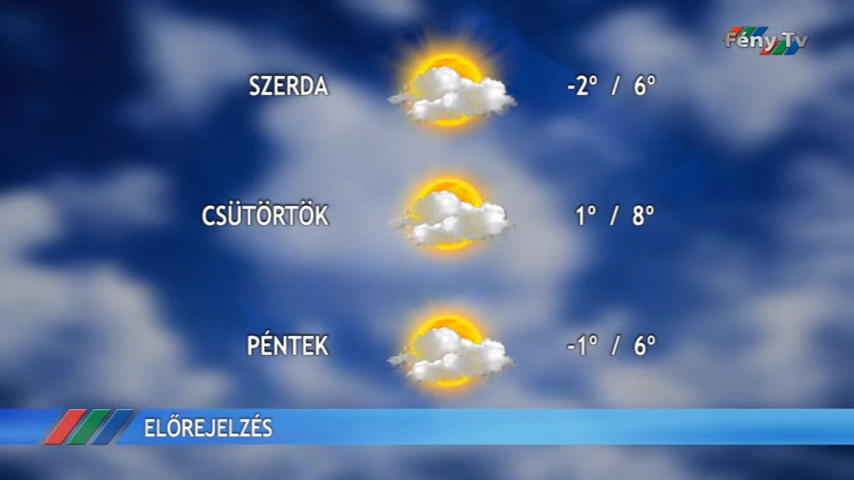 Fény Tv
SZERDA -2° / 6°
CSÜTÖRTÖK 1° / 8°
PÉNTEK -1° / 6°
ELŐREJELZÉS